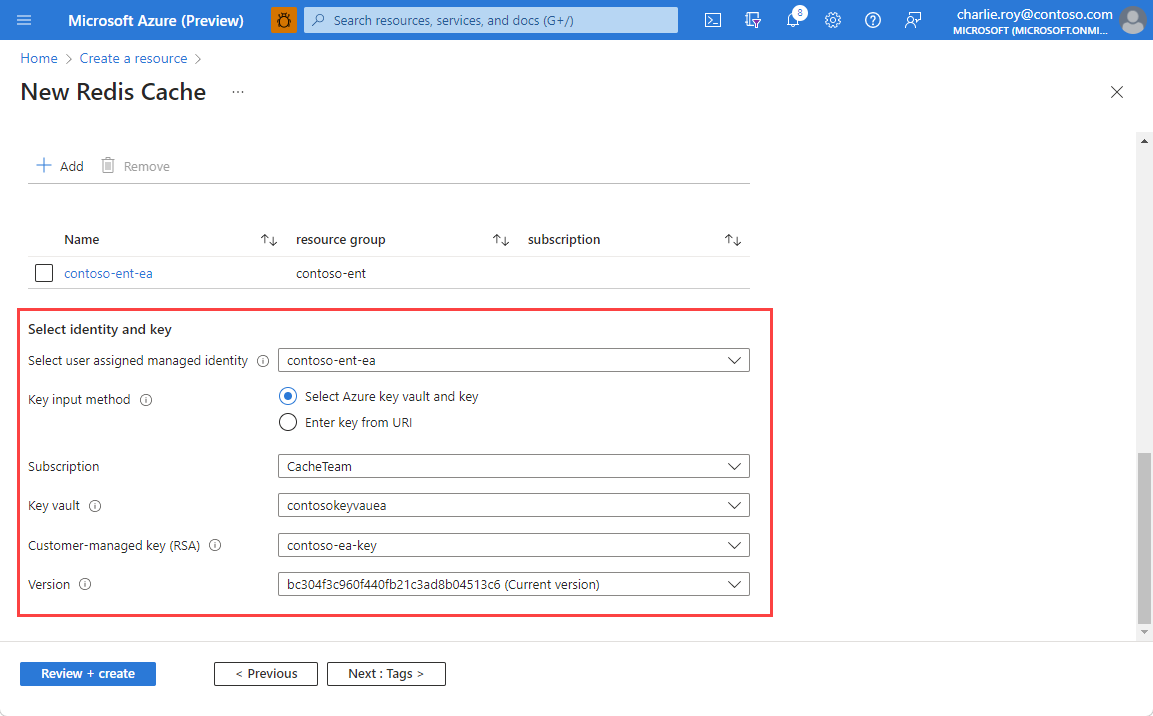 Microsoft Azure (Preview) Search resources, services, and docs (G+/) 8 charlie.roy@contoso.com
MICROSOFT (MICROSOFT.ONMI...
Home > Create a resource >
New Redis Cache ...
+ Add Remove
Name resource group subscription
contoso-ent-ea contoso-ent
Select identity and key
Select user assigned managed identity contoso-ent-ea
Key input method Select Azure key vault and key
Enter key from URI
Subscription CacheTeam
Key vault contosokeyvauea
Customer-managed key (RSA) contoso-ea-key
Version bc304f3c960f440fb21c3ad8b04513c6 (Current version)
Review + create < Previous Next : Tags >